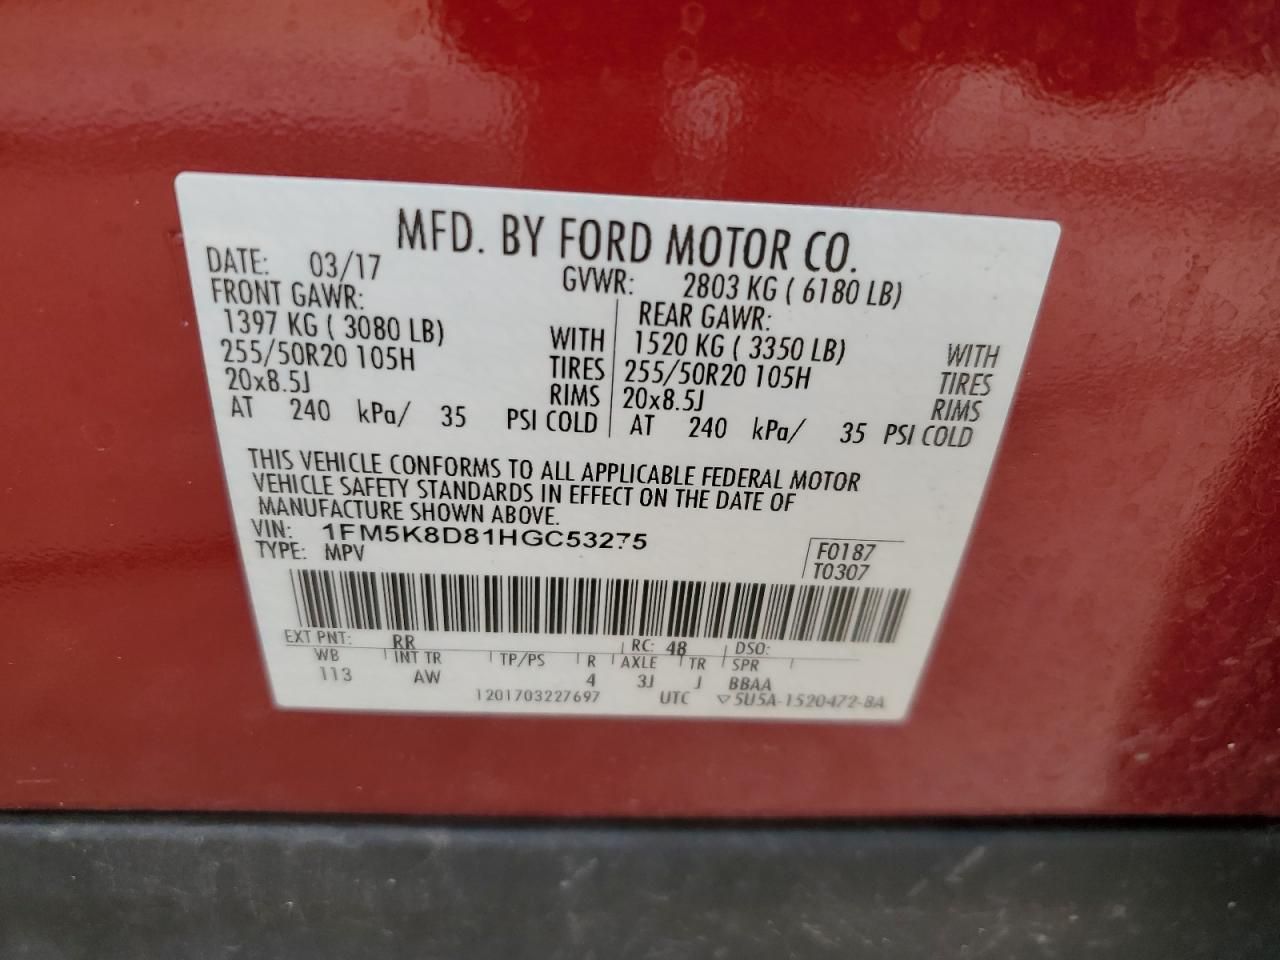 MFD. BY FORD MOTOR CO.
DATE: 03/17 GVWR: 2803 KG ( 6180 LB)
FRONT GAWR: REAR GAWR:
1397 KG ( 3080 LB) WITH 1520 KG ( 3350 LB) WITH
255/50R20 105H TIRES 255/50R20 105H TIRES
20x8.5J RIMS 20x8.5J RIMS
AT 240 kPa/ 35 PSI COLD AT 240 kPa/ 35 PSI COLD
THIS VEHICLE CONFORMS TO ALL APPLICABLE FEDERAL MOTOR
VEHICLE SAFETY STANDARDS IN EFFECT ON THE DATE OF
MANUFACTURE SHOWN ABOVE.
VIN: 1FM5K8D81HGC53275
TYPE: MPV
F0187
T0307
EXT PNT: RR RC: 48 DSO:
WB INT TR TP/PS R AXLE TR SPR
113 AW 4 3J J BBAA
1201703227697 UTC ▽5U5A-1520472-BA